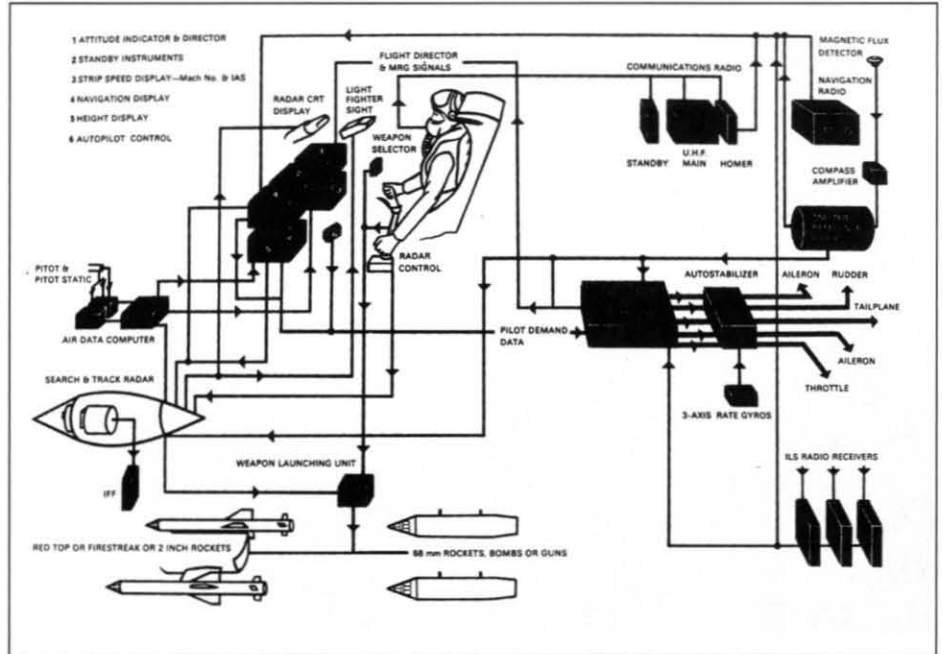 1 ATTITUDE INDICATOR & DIRECTOR
2 STANDBY INSTRUMENTS
3 STRIP SPEED DISPLAY—Mach No. & IAS
4 NAVIGATION DISPLAY
5 HEIGHT DISPLAY
6 AUTOPILOT CONTROL
FLIGHT DIRECTOR
& MRG SIGNALS
RADAR CRT
DISPLAY
LIGHT
FIGHTER
SIGHT
WEAPON
SELECTOR
COMMUNICATIONS RADIO
MAGNETIC FLUX
DETECTOR
NAVIGATION
RADIO
STANDBY
U.H.F.
MAIN
HOMER
COMPASS
AMPLIFIER
RADAR
CONTROL
PITOT &
PITOT STATIC
AIR DATA COMPUTER
AUTOSTABILIZER
AILERON
RUDDER
TAILPLANE
PILOT DEMAND
DATA
AILERON
THROTTLE
3-AXIS RATE GYROS
SEARCH & TRACK RADAR
IFF
WEAPON LAUNCHING UNIT
ILS RADIO RECEIVERS
RED TOP OR FIRESTREAK OR 2 INCH ROCKETS
68 mm ROCKETS, BOMBS OR GUNS